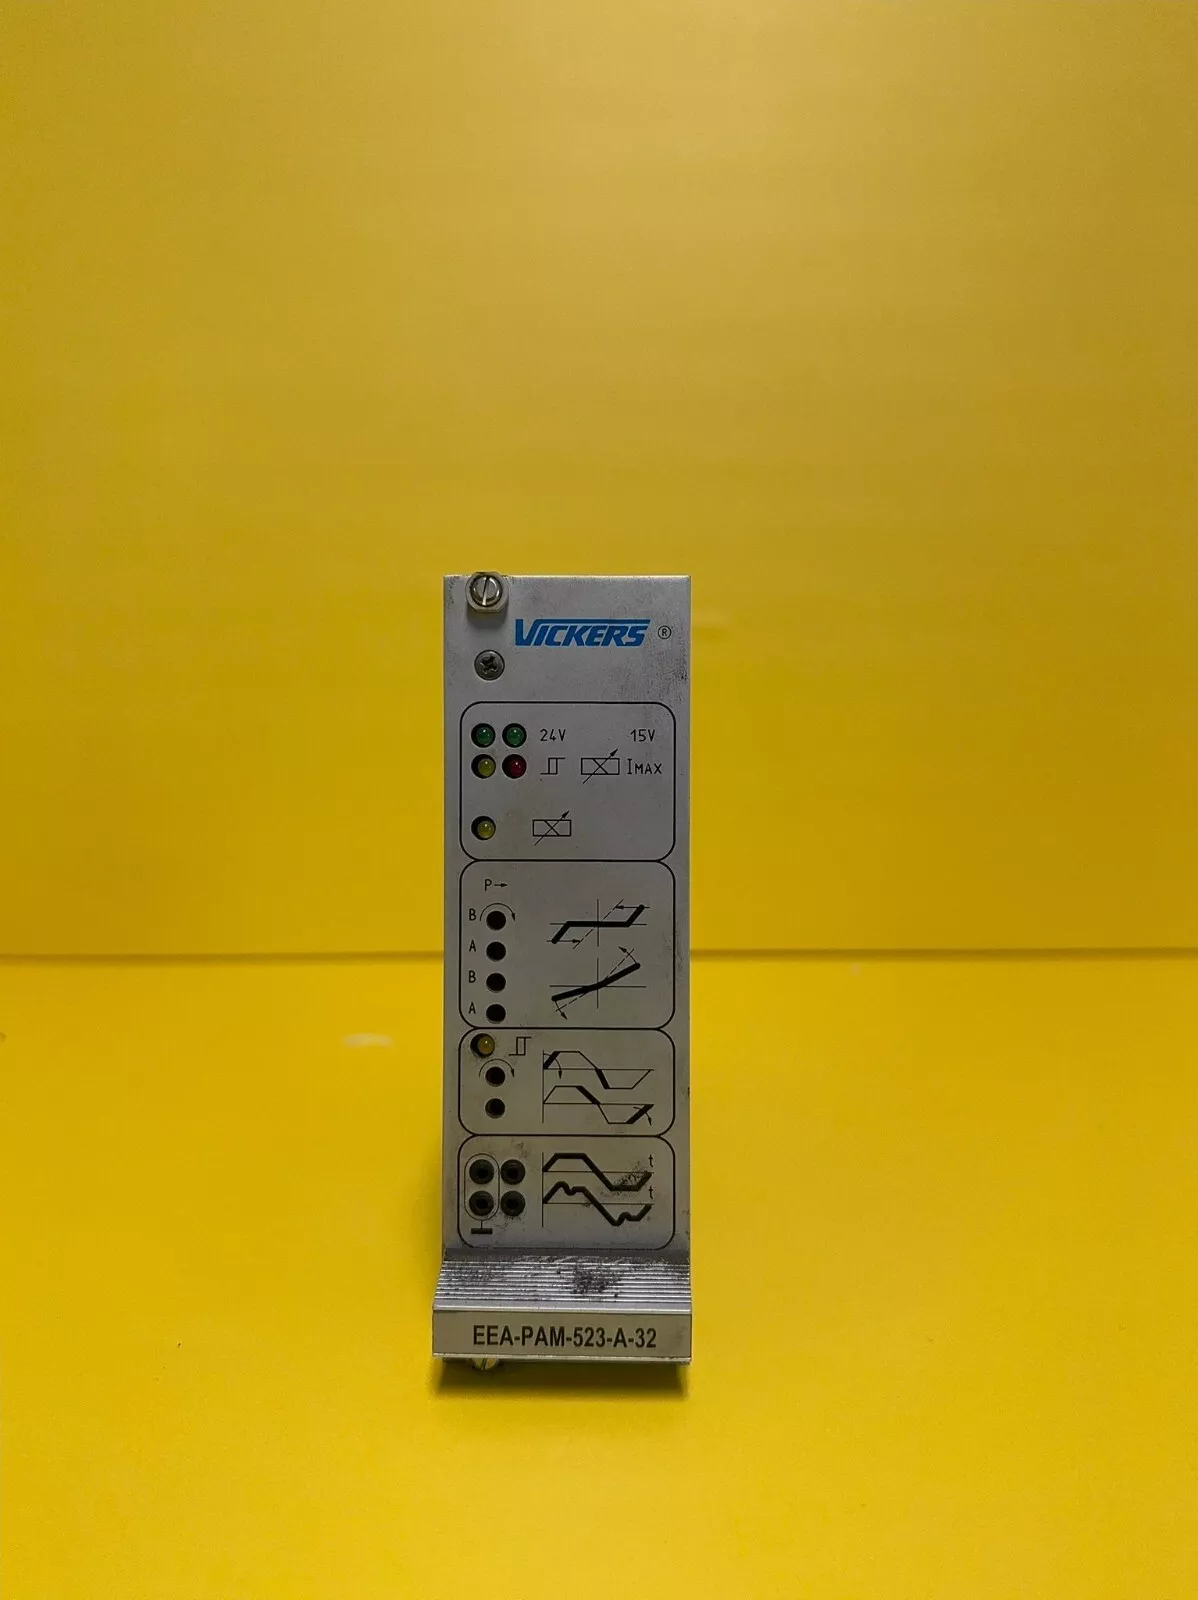 VICKERS ®
24V 15V
IMAX
P→
B
A
B
A
t
t
EEA-PAM-523-A-32